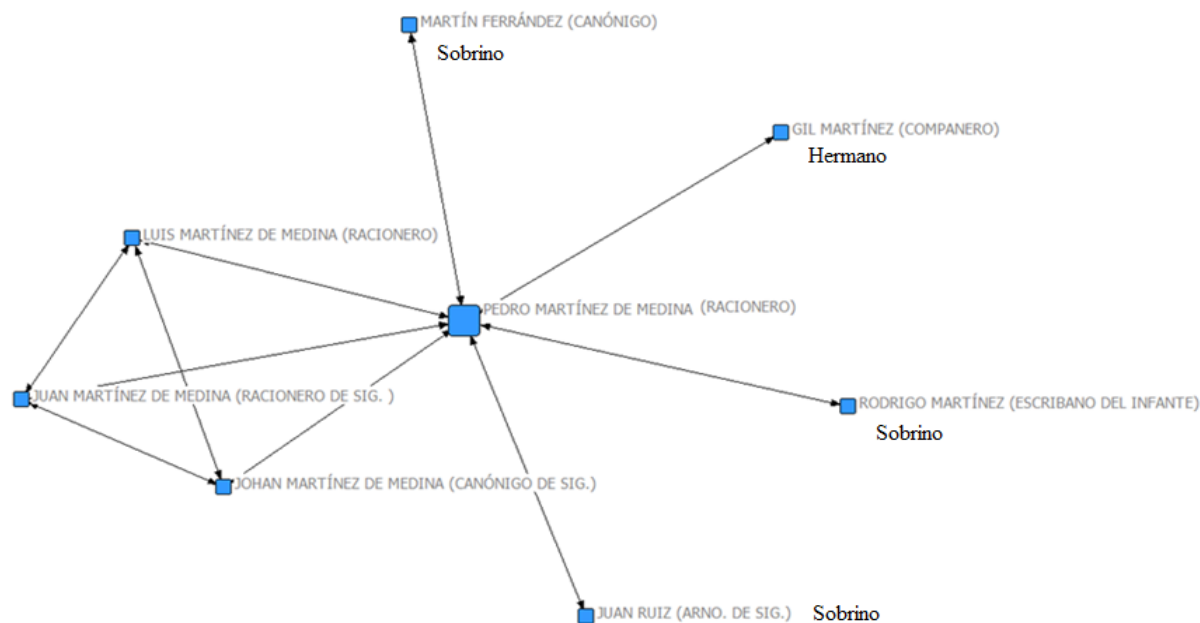 MARTÍN FERRÁNDEZ (CANÓNIGO)
Sobrino
GIL MARTÍNEZ (COMPANERO)
Hermano
LUIS MARTÍNEZ DE MEDINA (RACIONERO)
PEDRO MARTÍNEZ DE MEDINA (RACIONERO)
JUAN MARTÍNEZ DE MEDINA (RACIONERO DE SIG. )
RODRIGO MARTÍNEZ (ESCRIBANO DEL INFANTE)
Sobrino
JOHAN MARTÍNEZ DE MEDINA (CANÓNIGO DE SIG.)
JUAN RUIZ (ARNO. DE SIG.) Sobrino